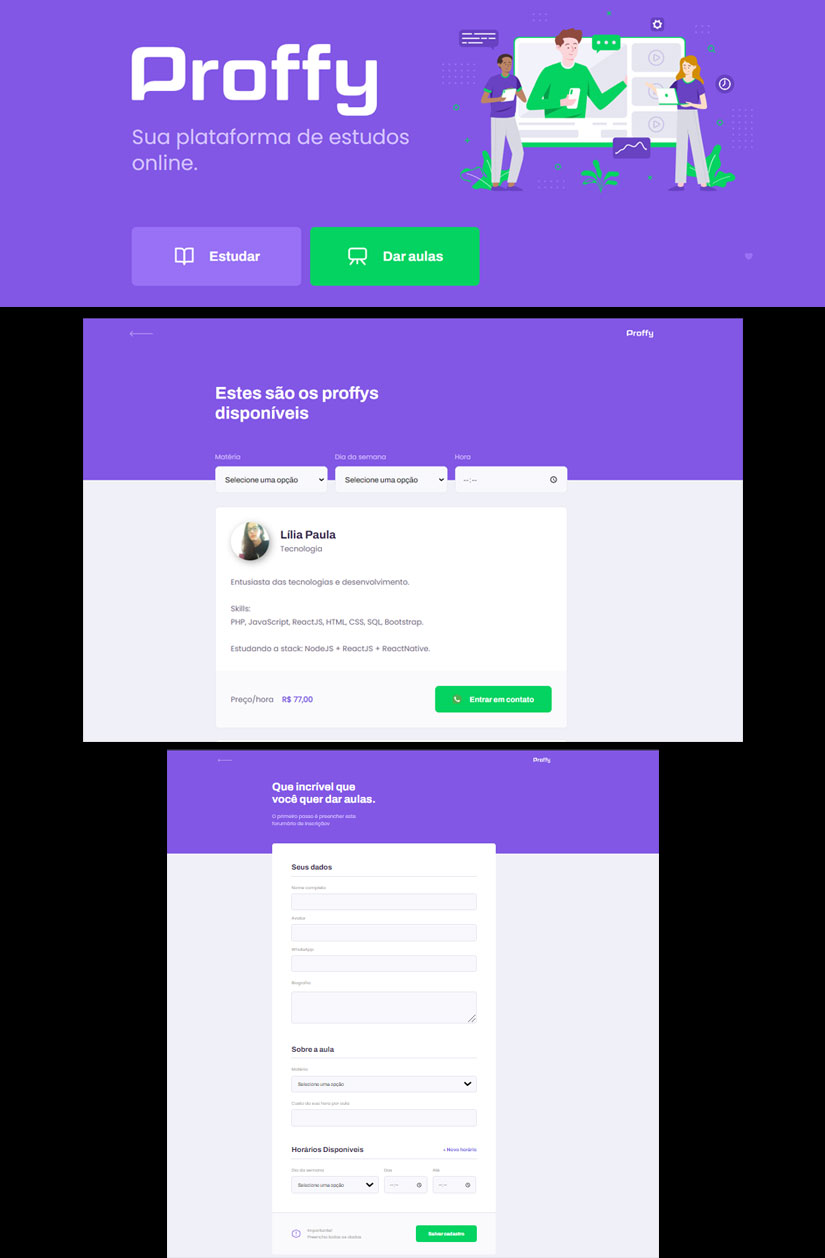 Proffy
Sua plataforma de estudos
online.
Estudar
Dar aulas
Proffy
Estes são os proffys
disponíveis
Matéria
Dia da semana
Hora
Selecione uma opção
Selecione uma opção
--:--
Lília Paula
Tecnologia
Entusiasta das tecnologias e desenvolvimento.
Skills:
PHP, JavaScript, ReactJS, HTML, CSS, SQL, Bootstrap.
Estudando a stack: NodeJS + ReactJS + ReactNative.
Preço/hora R$ 77,00
Entrar em contato
Proffy
Que incrível que
você quer dar aulas.
O primeiro passo é preencher esse
de inscrição
Seus dados
Nome completo
Avatar
WhatsApp
Biografia
Sobre a aula
Matéria
Selecione uma opção
Custo da sua hora por aula
Horários Disponíveis
+ Novo horário
Dia da semana
Das
Até
Selecione uma opção
--:--
--:--
Importante!
Preencha todos os dados
Salvar cadastro